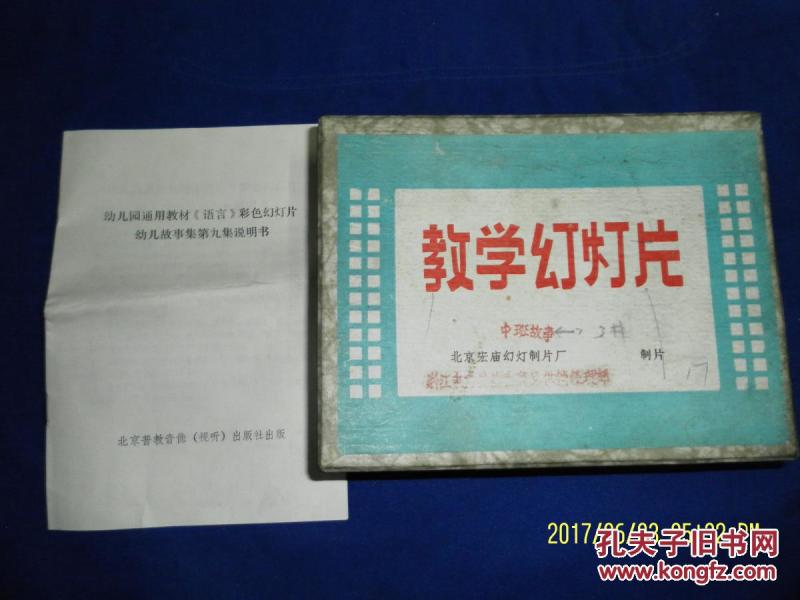 幼儿园通用教材《语言》彩色幻灯片
幼儿故事集第九集说明书
北京普教音像（视听）出版社出版
教学幻灯片
中班故事
北京宏庙幻灯制片厂 制片
17
2017/06/03
孔夫子旧书网
www.kongfz.com